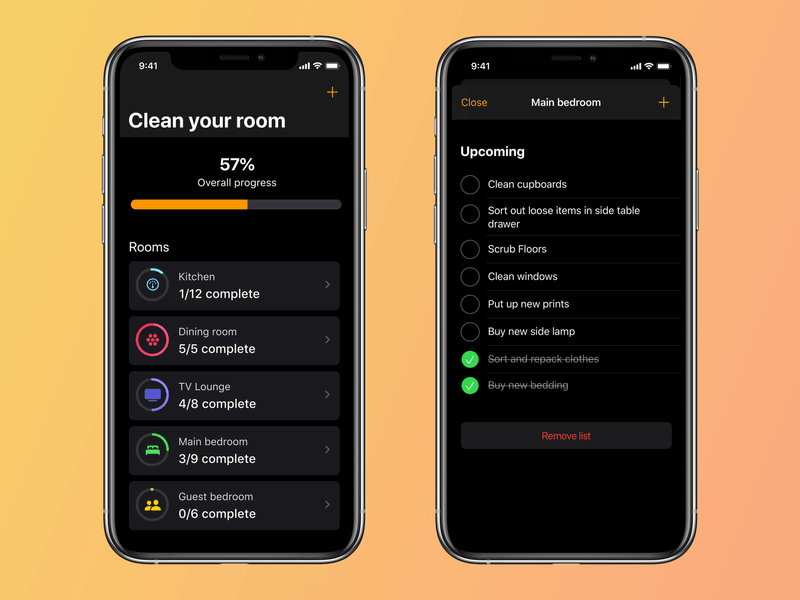 9:41
Clean your room
57%
Overall progress
Rooms
Kitchen
1/12 complete
Dining room
5/5 complete
TV Lounge
4/8 complete
Main bedroom
3/9 complete
Guest bedroom
0/6 complete
9:41
Close Main bedroom
Upcoming
Clean cupboards
Sort out loose items in side table
drawer
Scrub Floors
Clean windows
Put up new prints
Buy new side lamp
Sort and repack clothes
Buy new bedding
Remove list